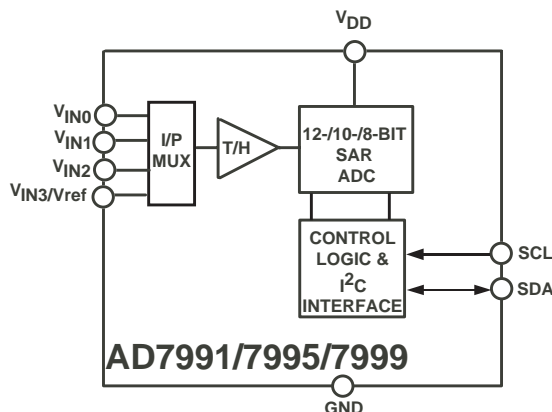 VDD
VIN0
VIN1
VIN2
VIN3/Vref
I/P
MUX
T/H
12-/10-/8-BIT
SAR
ADC
CONTROL
LOGIC &
I2C
INTERFACE
SCL
SDA
AD7991/7995/7999
GND